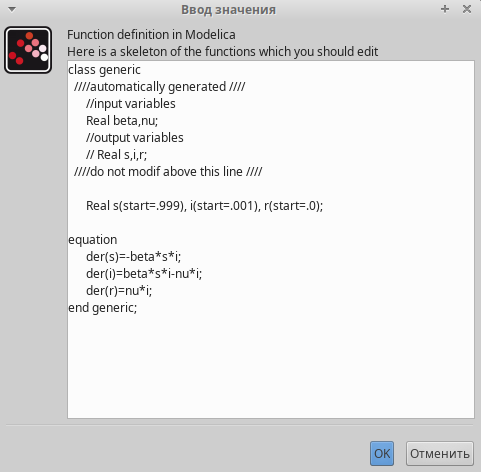 Ввод значения
Function definition in Modelica
Here is a skeleton of the functions which you should edit
class generic
////automatically generated ////
//input variables
Real beta,nu;
//output variables
// Real s,i,r;
////do not modif above this line ////
Real s(start=.999), i(start=.001), r(start=.0);
equation
der(s)=-beta*s*i;
der(i)=beta*s*i-nu*i;
der(r)=nu*i;
end generic;
OK
Отменить